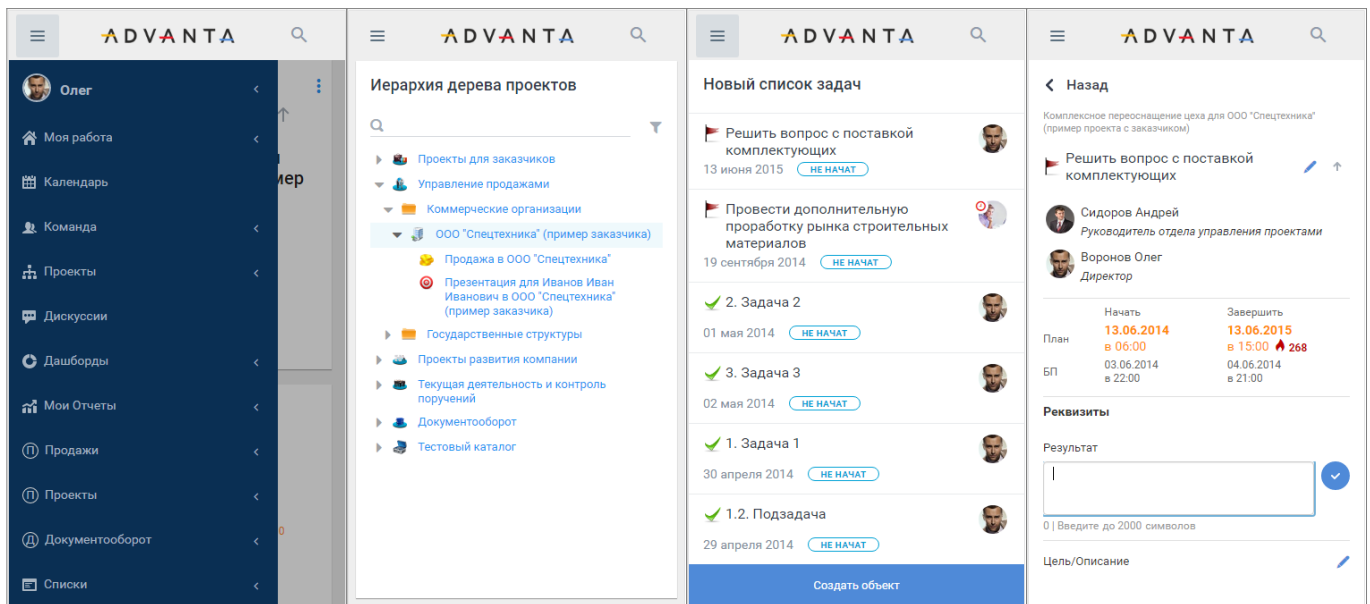 ADVANTA
Олег
Моя работа
Календарь
Команда
Проекты
Дискуссии
Дашборды
Мои Отчеты
Продажи
Проекты
Документооборот
Списки
мер
0
ADVANTA
Иерархия дерева проектов
Проекты для заказчиков
Управление продажами
Коммерческие организации
ООО "Спецтехника" (пример заказчика)
Продажа в ООО "Спецтехника"
Презентация для Иванов Иван
Иванович в ООО "Спецтехника"
(пример заказчика)
Государственные структуры
Проекты развития компании
Текущая деятельность и контроль
поручений
Документооборот
Тестовый каталог
ADVANTA
Новый список задач
Решить вопрос с поставкой
комплектующих
13 июня 2015 НЕ НАЧАТ
Провести дополнительную
проработку рынка строительных
материалов
19 сентября 2014 НЕ НАЧАТ
2. Задача 2
01 мая 2014 НЕ НАЧАТ
3. Задача 3
02 мая 2014 НЕ НАЧАТ
1. Задача 1
30 апреля 2014 НЕ НАЧАТ
1.2. Подзадача
29 апреля 2014 НЕ НАЧАТ
Создать объект
ADVANTA
Назад
Комплексное переоснащение цеха для ООО "Спецтехника"
(пример проекта с заказчиком)
Решить вопрос с поставкой
комплектующих
Сидоров Андрей
Руководитель отдела управления проектами
Воронов Олег
Директор
Начать Завершить
План 13.06.2014 13.06.2015
в 06:00 в 15:00 268
БП 03.06.2014 04.06.2014
в 22:00 в 21:00
Реквизиты
Результат
0 | Введите до 2000 символов
Цель/Описание